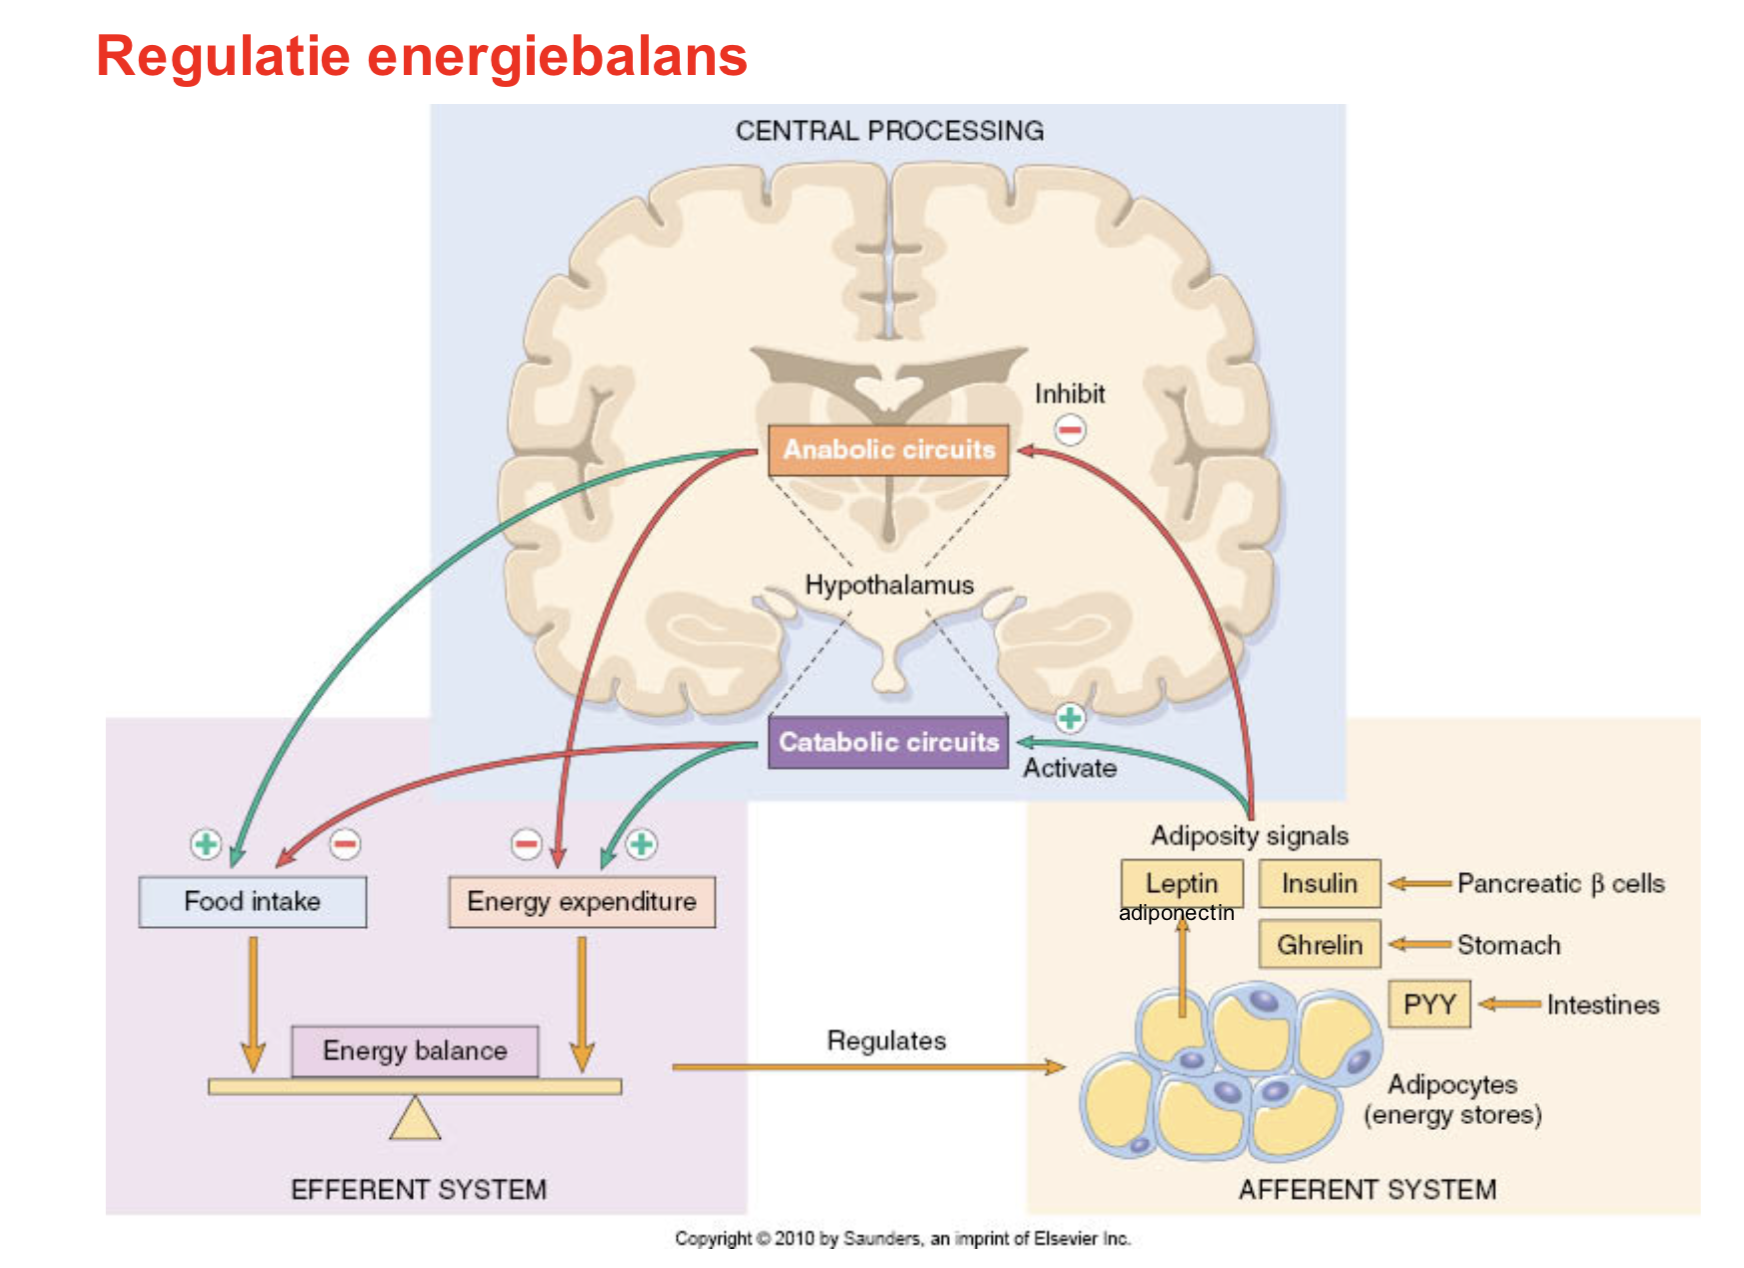 Regulatie energiebalans
CENTRAL PROCESSING
Inhibit
Anabolic circuits
Hypothalamus
Catabolic circuits
Activate
Food intake
Energy expenditure
Energy balance
EFFERENT SYSTEM
Regulates
Adiposity signals
Leptin
adiponectin
Insulin
Pancreatic β cells
Ghrelin
Stomach
PYY
Intestines
Adipocytes
(energy stores)
AFFERENT SYSTEM
Copyright © 2010 by Saunders, an imprint of Elsevier Inc.